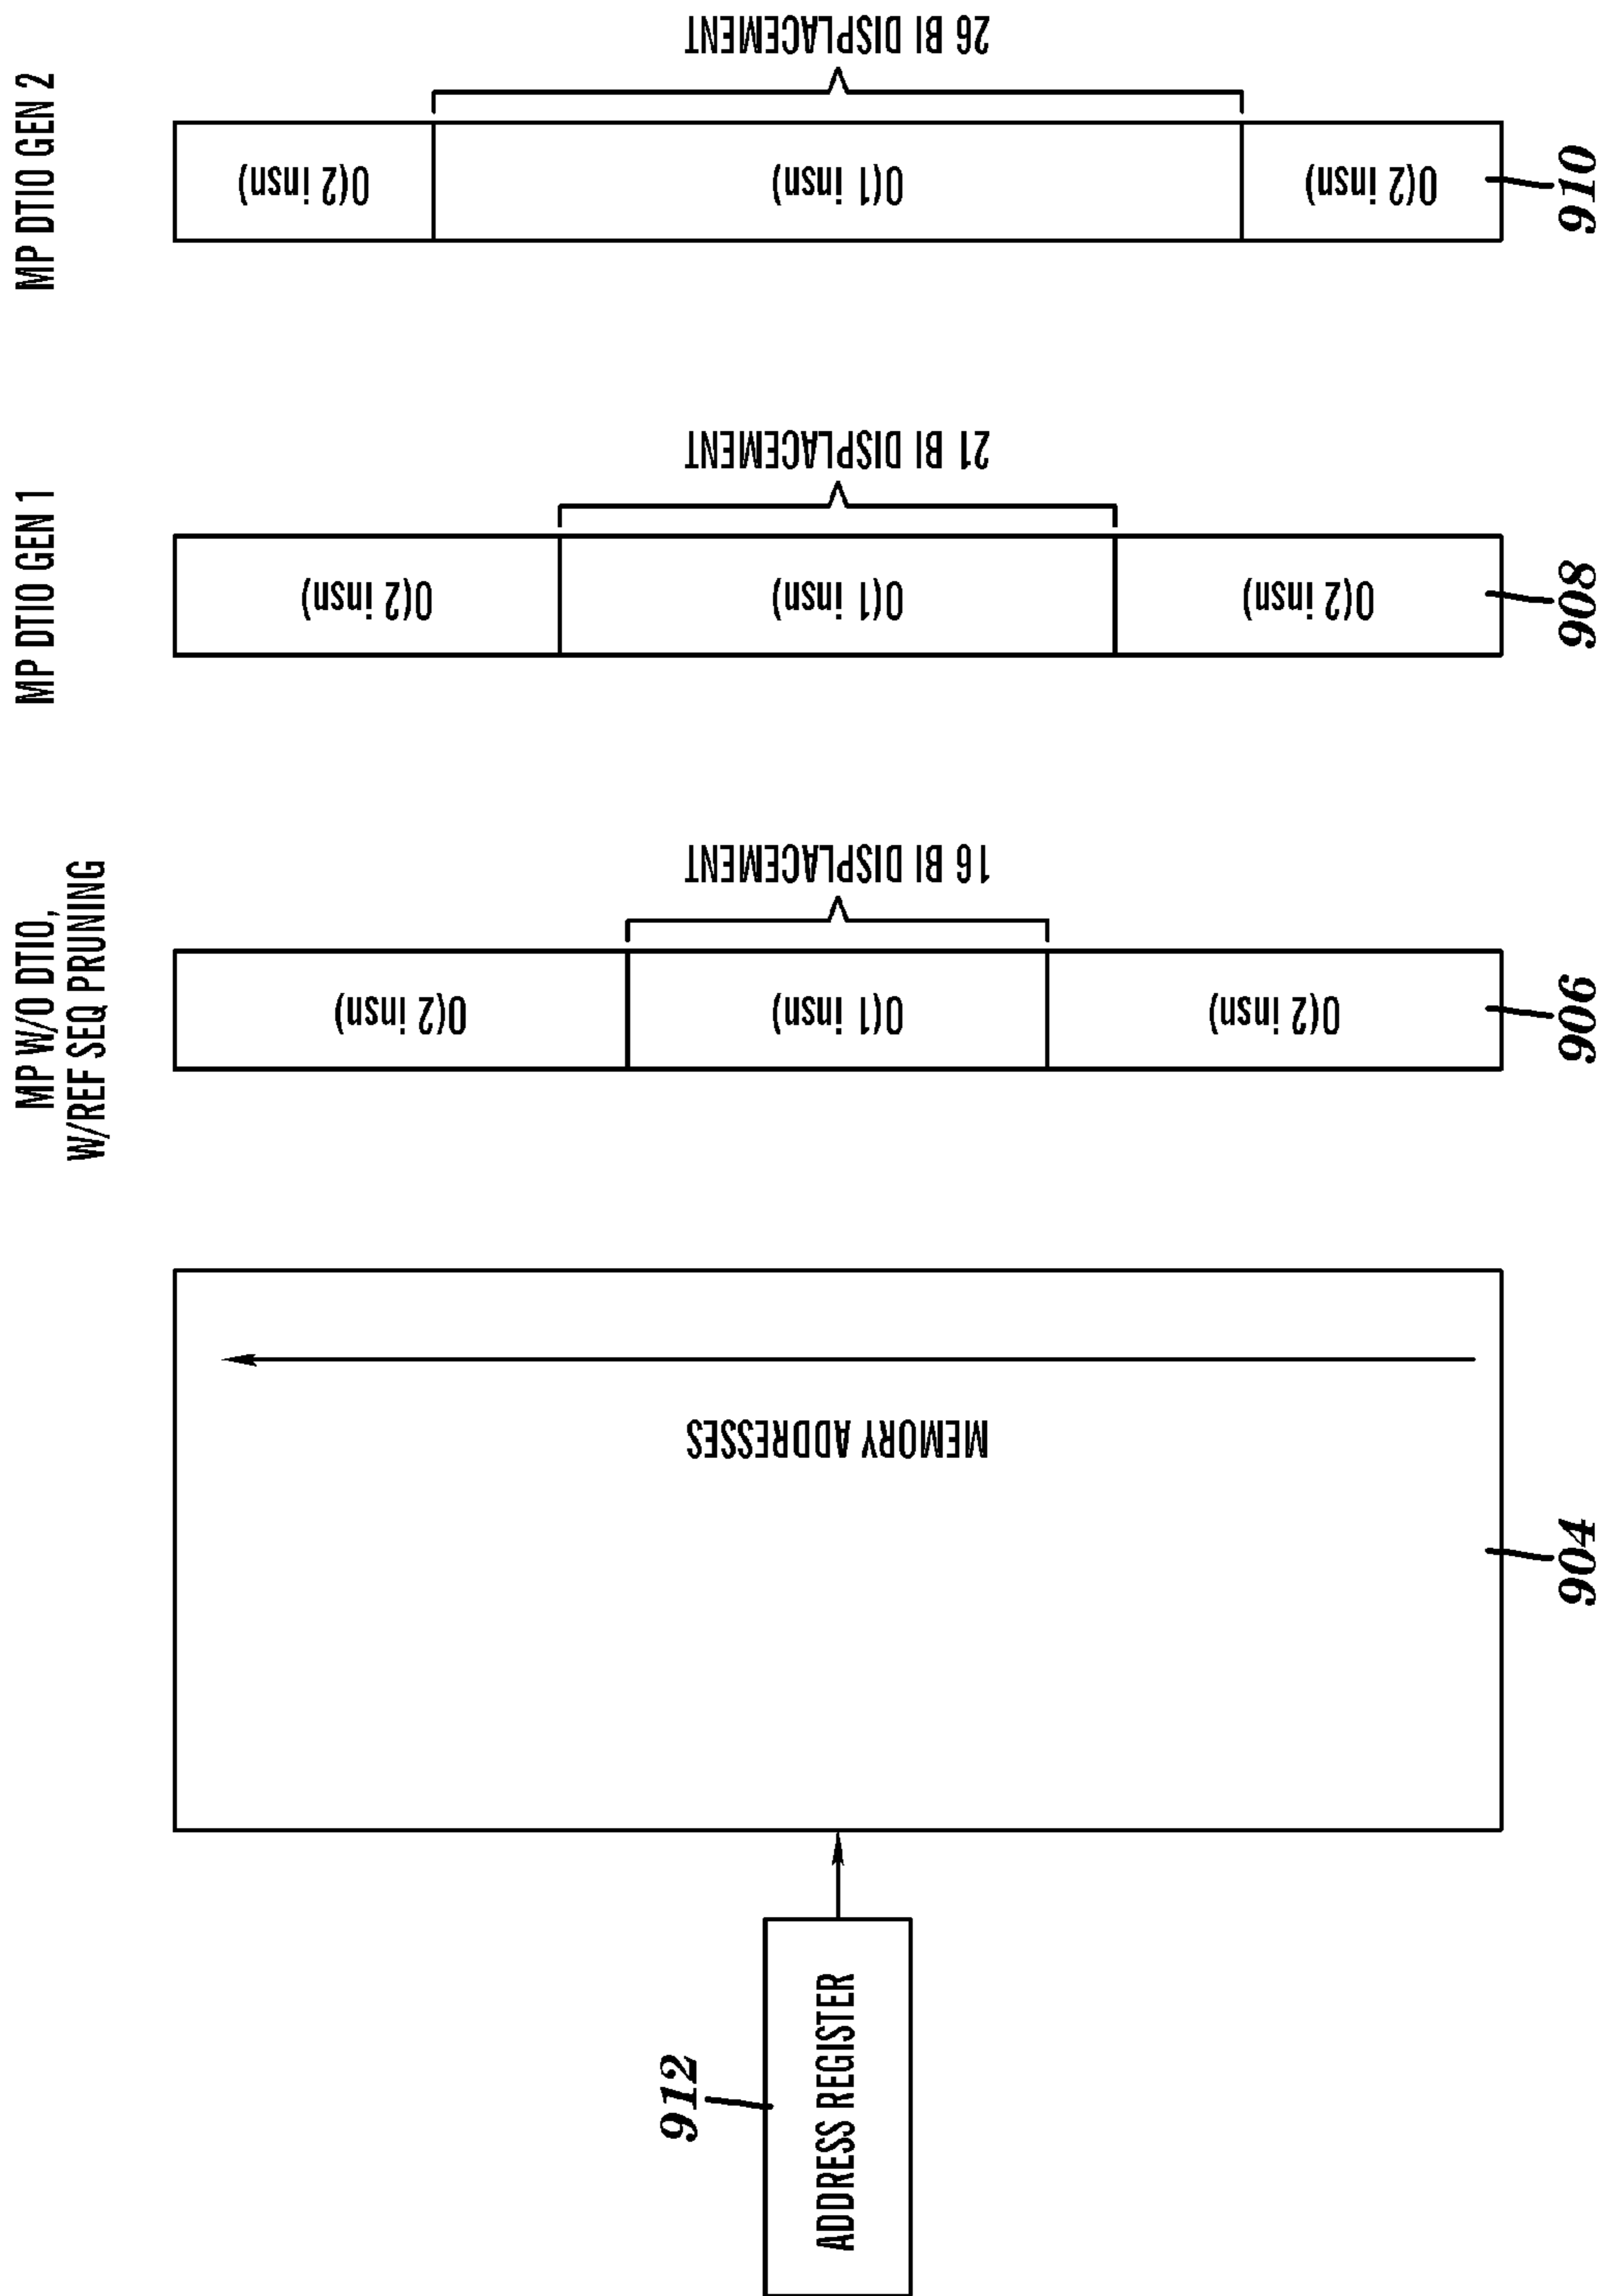 MP DTIO GEN 2
26 BI DISPLACEMENT
O(2 insn)
O(1 insn)
O(2 insn)
910
MP DTIO GEN 1
21 BI DISPLACEMENT
O(2 insn)
O(1 insn)
O(2 insn)
908
MP W/O DTIO,
W/REF SEQ PRUNING
16 BI DISPLACEMENT
O(2 insn)
O(1 insn)
O(2 insn)
906
MEMORY ADDRESSES
904
912
ADDRESS REGISTER